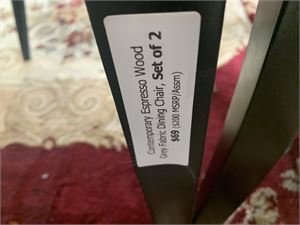 Contemporary Espresso Wood
Grey Fabric Dining Chair, Set of 2
$69 ($200 MSRP/Assm)